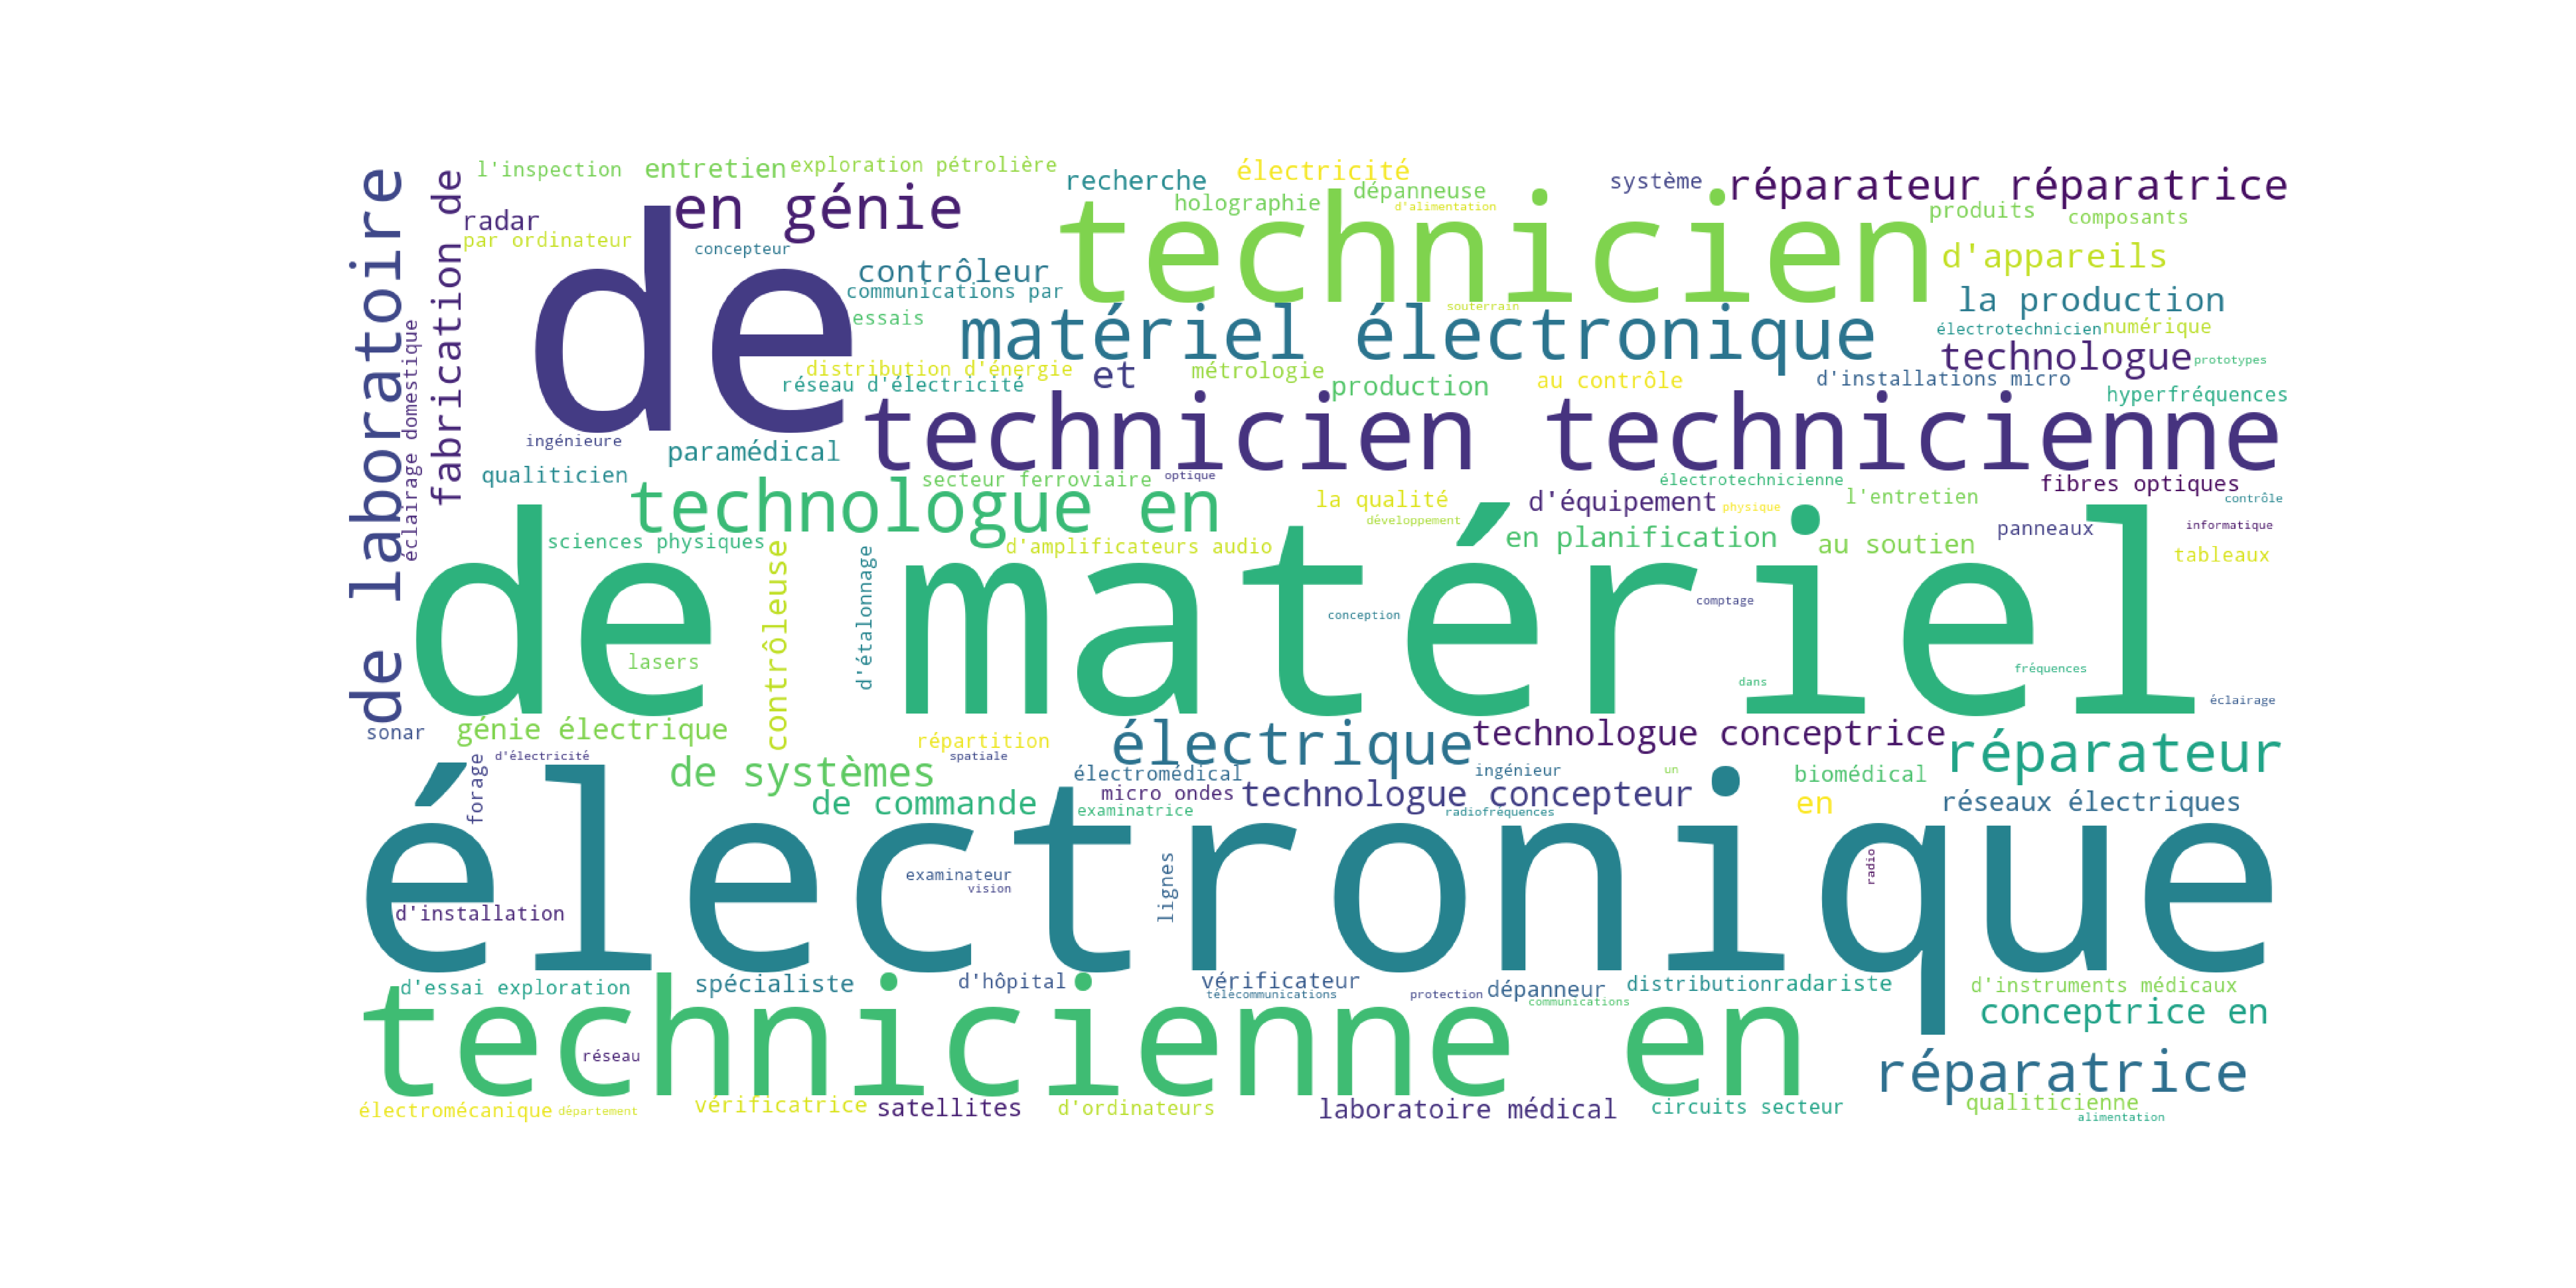 l'inspection
entretien
exploration pétrolière
recherche
électricité
dépanneuse
système
réparateur réparatrice
de laboratoire
fabrication de
radar
en génie
holographie
d'alimentation
technicien
produits
composants
par ordinateur
concepteur
de
contrôleur
communications par
d'appareils
essais
souterrain
la production
éclairage domestique
matériel électronique
électrotechnicien
numérique
distribution d'énergie
réseau d'électricité
et
métrologie
production
au contrôle
d'installations micro
technologue
prototypes
hyperfréquences
technicien technicienne
ingénieure
paramédical
qualiticien
secteur ferroviaire
optique
électrotechnicienne
fibres optiques
technologue en
la qualité
développement
d'équipement
physique
l'entretien
contrôle
sciences physiques
d'amplificateurs audio
en planification
au soutien
panneaux
informatique
tableaux
contrôleuse
d'étalonnage
de matériel
conception
comptage
lasers
dans
fréquences
éclairage
sonar
génie électrique
répartition
électrique
technologue conceptrice
réparateur
forage
d'électricité
de systèmes
spatiale
électromédical
ingénieur
un
biomédical
de commande
micro ondes
examinatrice
technologue concepteur
radiofréquences
en
réseaux électriques
électronique
examinateur
vision
lignes
radio
d'installation
d'essai exploration
spécialiste
d'hôpital
vérificateur
télécommunications
protection
dépanneur
communications
distribution
radariste
d'instruments médicaux
conceptrice en
technicienne en
réseau
réparatrice
électromécanique
département
vérificatrice
satellites
d'ordinateurs
laboratoire médical
circuits secteur
qualiticienne
alimentation